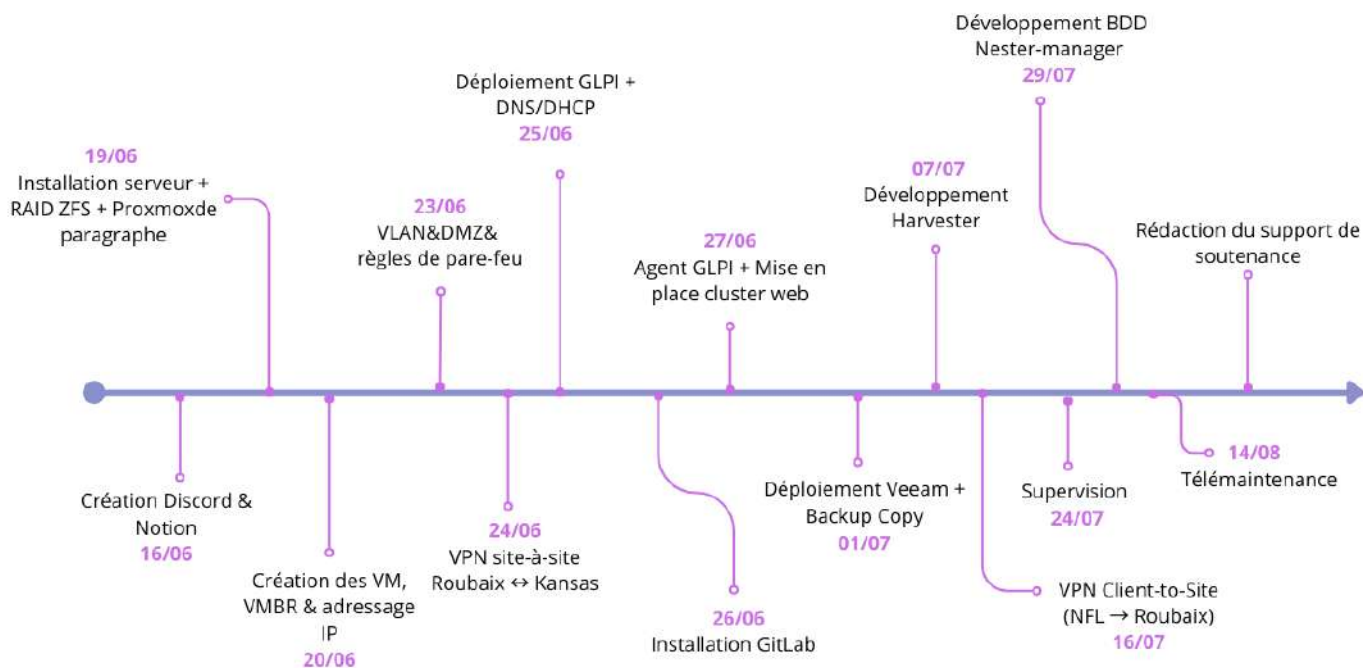 Développement BDD
Nester-manager
29/07
Déploiement GLPI +
DNS/DHCP
25/06
19/06
Installation serveur +
RAID ZFS + Proxmoxde
paragraphe
23/06
VLAN&DMZ&
règles de pare-feu
27/06
Agent GLPI + Mise en
place cluster web
07/07
Développement
Harvester
Rédaction du support de
soutenance
Création Discord &
Notion
16/06
Création des VM,
VMBR & adressage
IP
20/06
24/06
VPN site-à-site
Roubaix ↔ Kansas
26/06
Installation GitLab
Déploiement Veeam +
Backup Copy
01/07
Supervision
24/07
14/08
Télémaintenance
VPN Client-to-Site
(NFL → Roubaix)
16/07